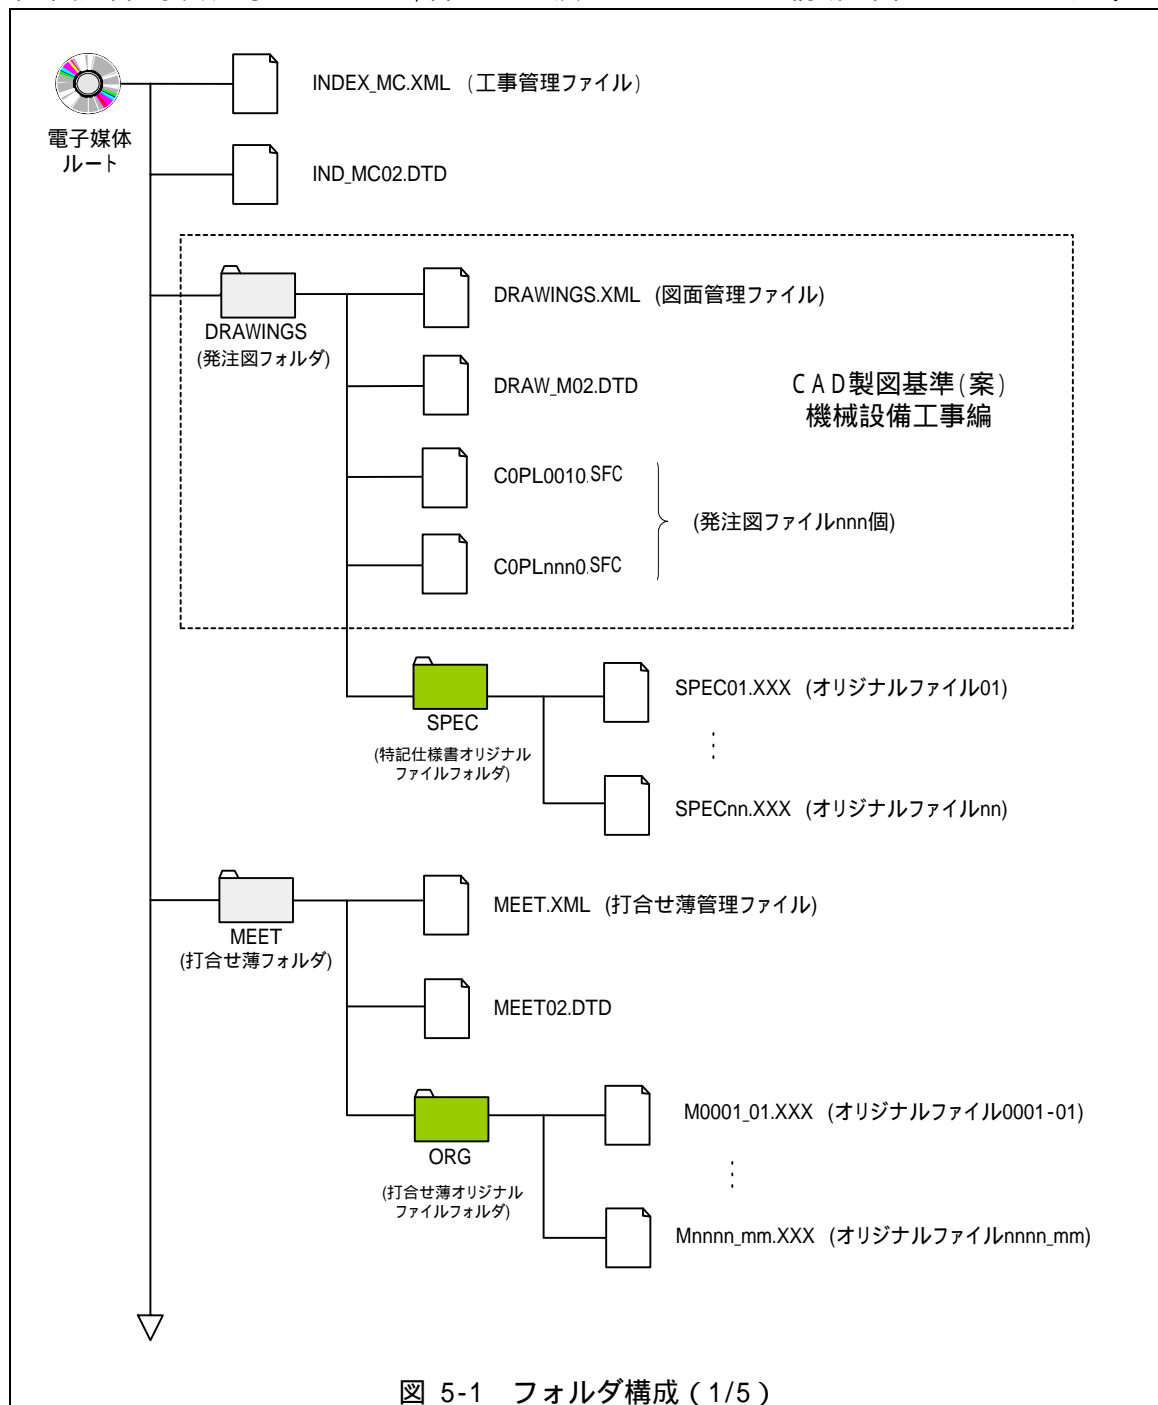 INDEX_MC.XML (工事管理ファイル)
電子媒体
ルート
IND_MC02.DTD
DRAWINGS.XML (図面管理ファイル)
DRAWINGS
(発注図フォルダ)
DRAW_M02.DTD
CAD製図基準(案)
機械設備工事編
C0PL0010.SFC
(発注図ファイルnnn個)
C0PLnnn0.SFC
SPEC01.XXX (オリジナルファイル01)
SPEC
(特記仕様書オリジナル
ファイルフォルダ)
SPECnn.XXX (オリジナルファイルnn)
MEET.XML (打合せ薄管理ファイル)
MEET
(打合せ薄フォルダ)
MEET02.DTD
M0001_01.XXX (オリジナルファイル0001-01)
ORG
(打合せ薄オリジナル
ファイルフォルダ)
Mnnnn_mm.XXX (オリジナルファイルnnnn_mm)
図 5-1 フォルダ構成(1/5)